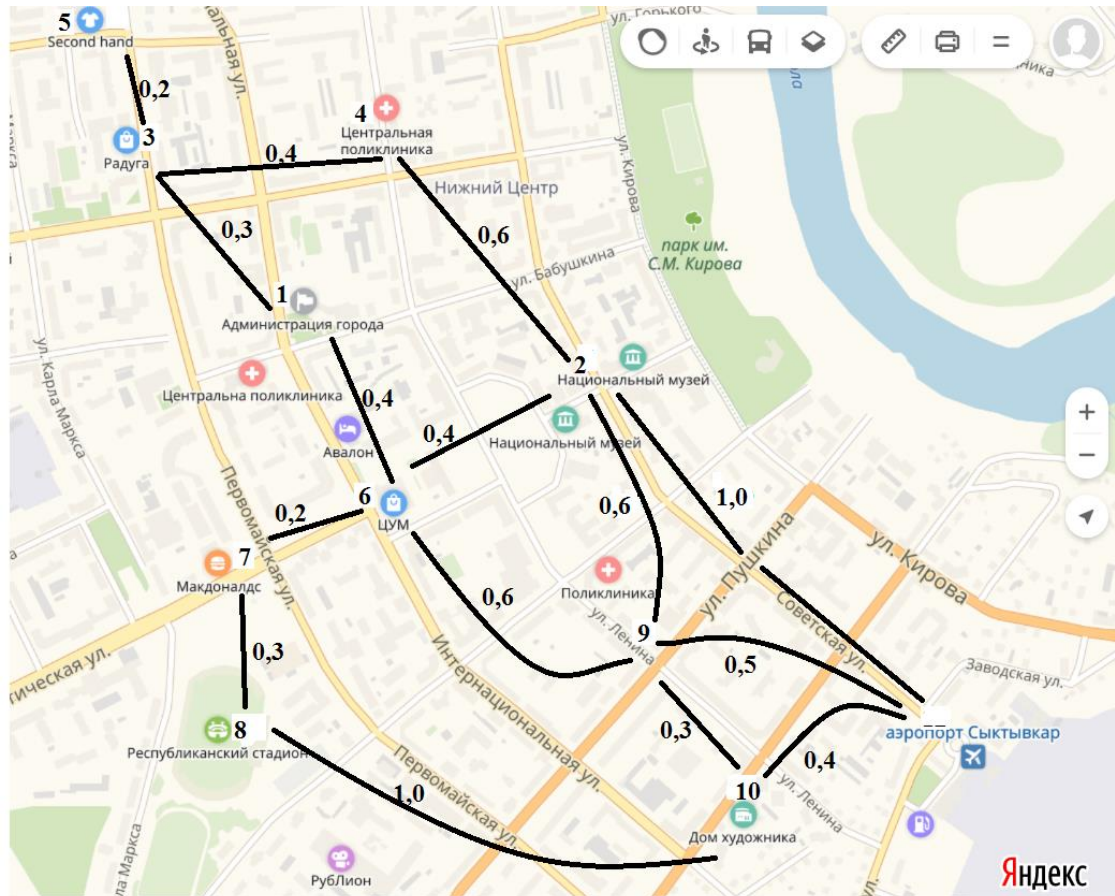 5
Second hand
0,2
3
Радуга
4
Центральная
поликлиника
0,4
0,3
0,6
Нижний Центр
ул. Горького
ул. Кирова
парк им.
С.М. Кирова
ул. Бабушкина
1
Администрация города
ул. Карла Маркса
Центральна поликлиника
Авалон
0,4
0,4
2
Национальный музей
Национальный музей
6
ЦУМ
0,2
7
Макдоналдс
Первомайская ул.
0,6
1,0
0,6
Поликлиника
ул. Пушкина
ул. Кирова
ул. Ленина
9
Советская ул.
Заводская ул.
тическая ул.
0,3
Интернациональная ул.
0,5
8
Республиканский стадион
аэропорт Сыктывкар
0,3
0,4
1,0
Первомайская ул.
10
ул. Ленина
Дом художника
РубЛион
Яндекс